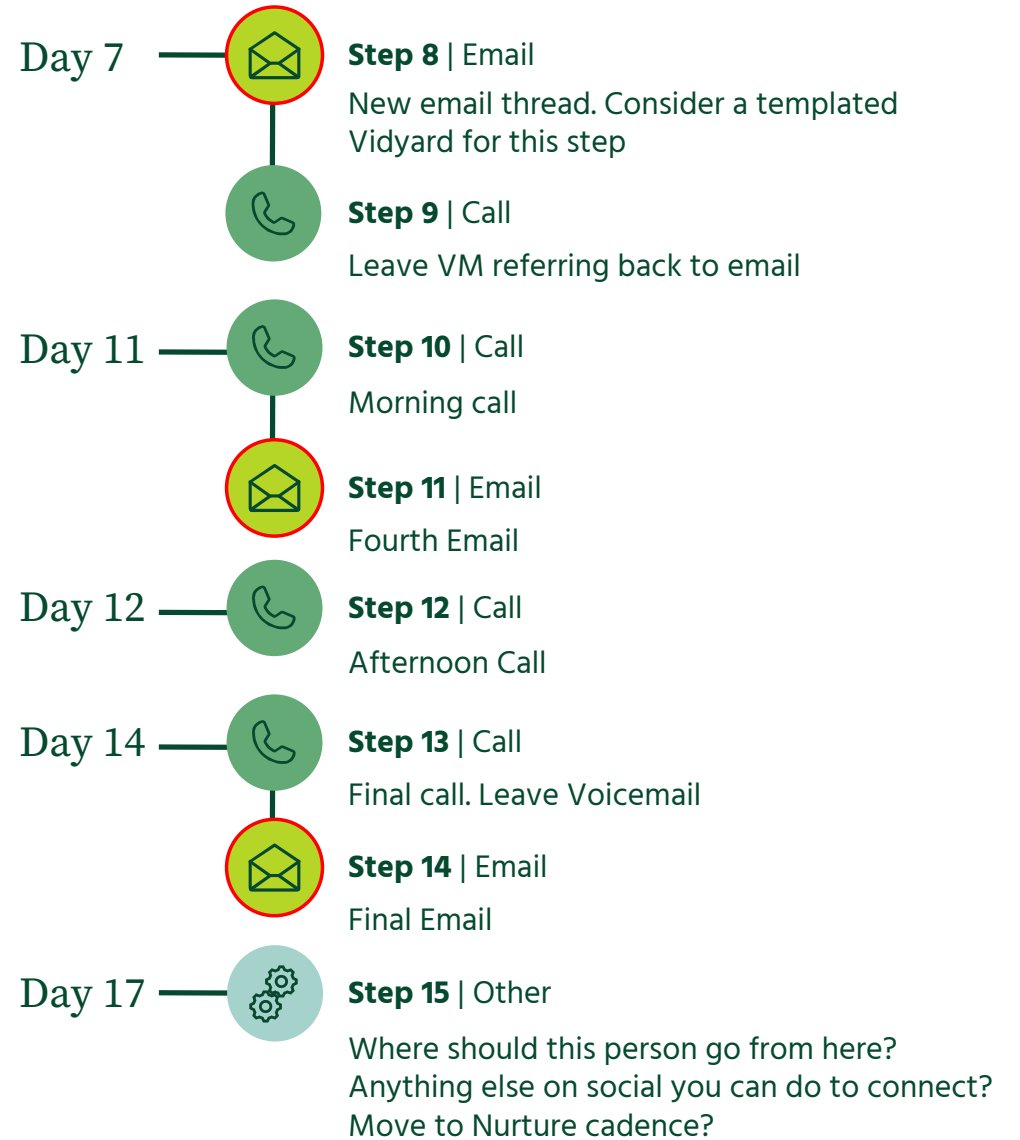 Day 7
Step 8 | Email
New email thread. Consider a templated
Vidyard for this step
Step 9 | Call
Leave VM referring back to email
Day 11
Step 10 | Call
Morning call
Step 11 | Email
Fourth Email
Day 12
Step 12 | Call
Afternoon Call
Day 14
Step 13 | Call
Final call. Leave Voicemail
Step 14 | Email
Final Email
Day 17
Step 15 | Other
Where should this person go from here?
Anything else on social you can do to connect?
Move to Nurture cadence?